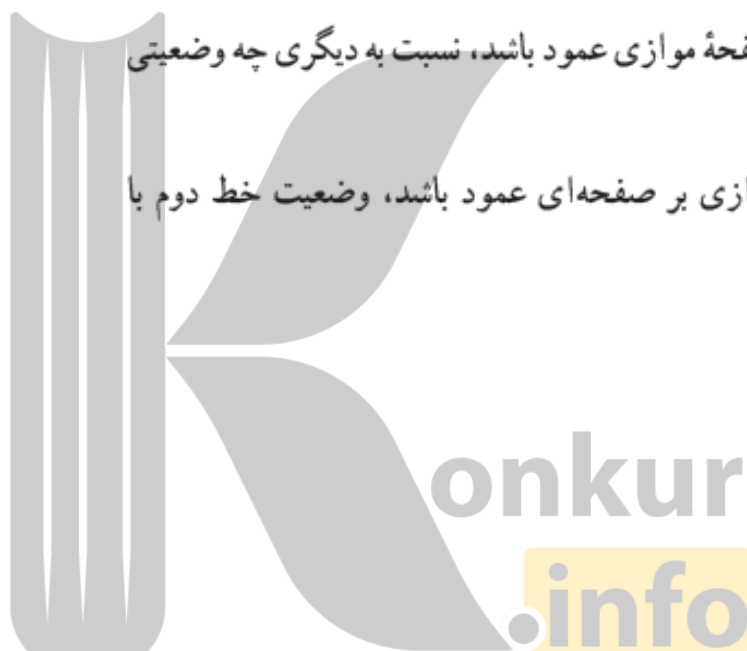 فحهٔ موازی عمود باشد، نسبت به دیگری چه وضعیتی
ازی بر صفحه‌ای عمود باشد، وضعیت خط دوم با
onkur
.info